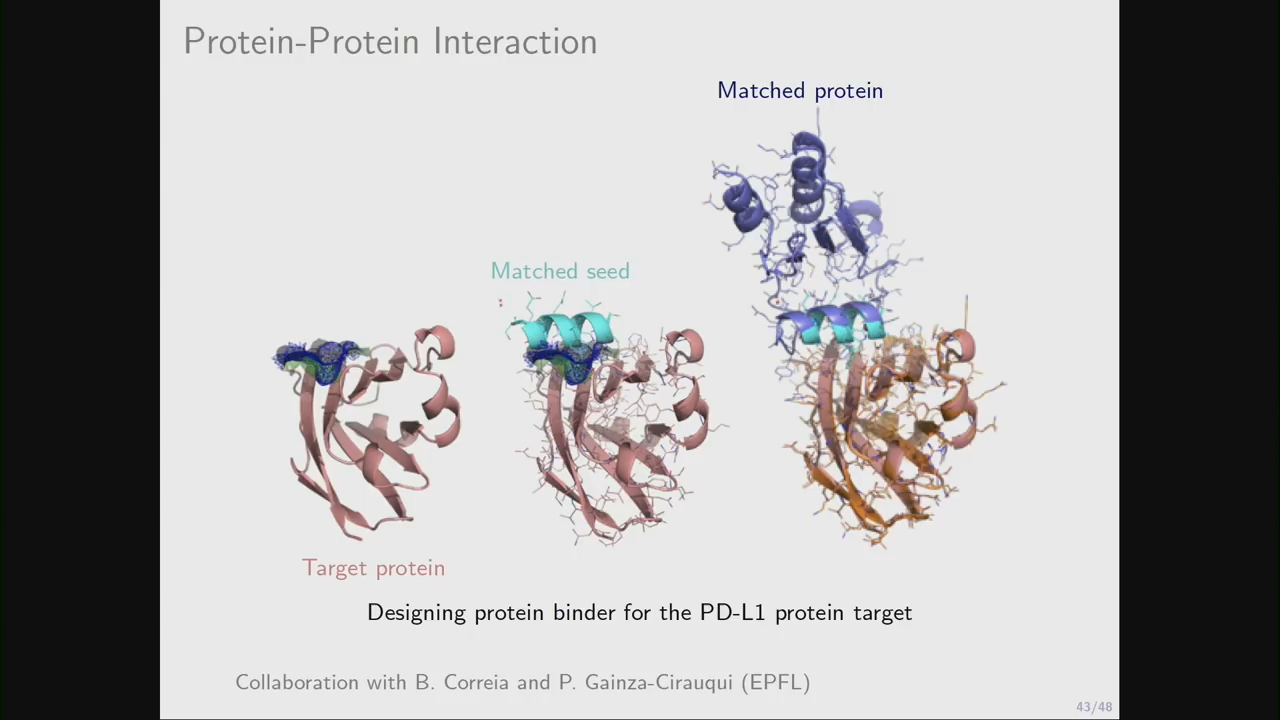 Protein-Protein Interaction
Matched protein
Matched seed
Target protein
Designing protein binder for the PD-L1 protein target
Collaboration with B. Correia and P. Gainza-Cirauqui (EPFL)
43/48